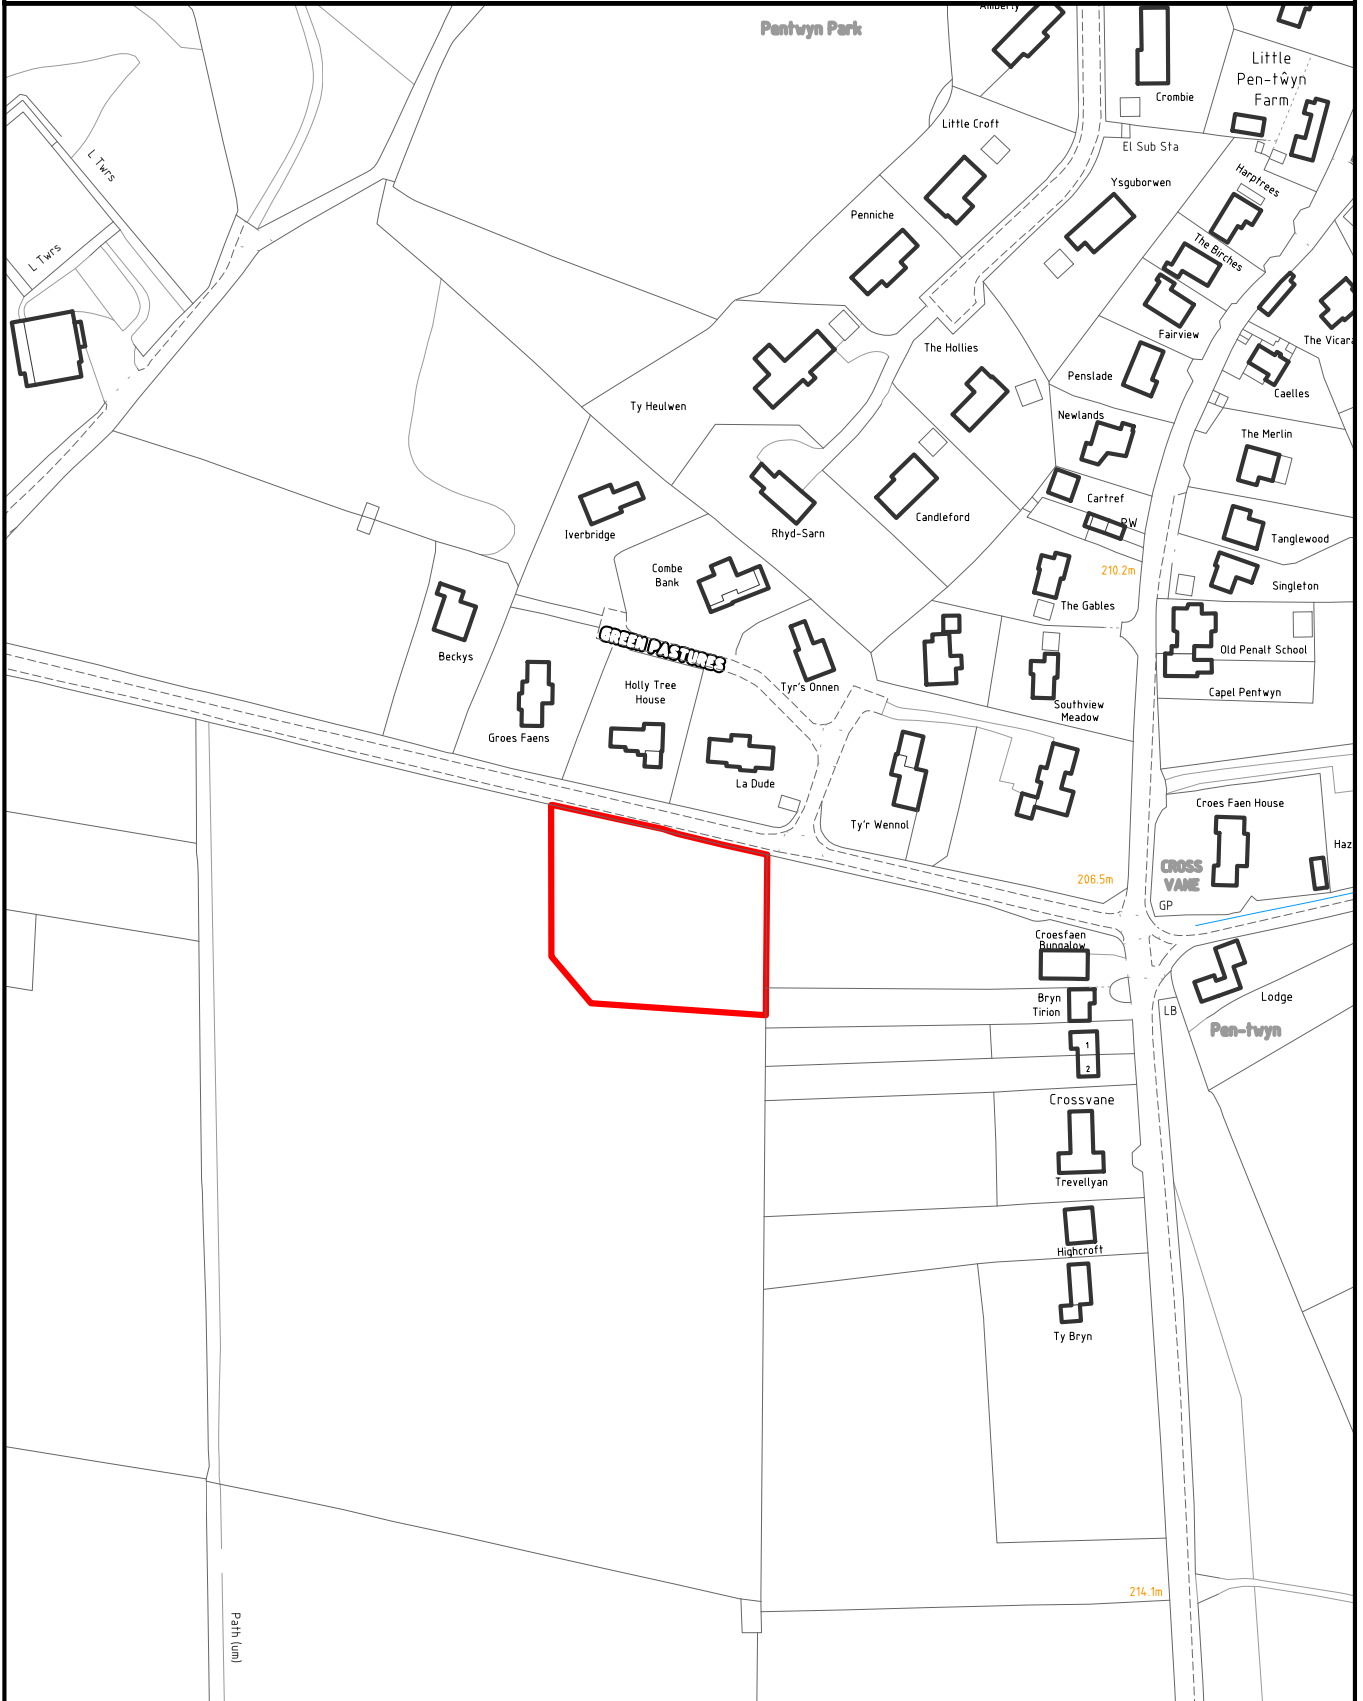 Pentwyn Park
Amberly
Crombie
Little
Pen-tŵyn
Farm
Little Croft
El Sub Sta
Ysguborwen
Harptrees
Penniche
The Birches
L Twrs
L Twrs
Fairview
The Hollies
Penslade
Caelles
Ty Heulwen
Newlands
The Merlin
Cartref
PW
Candleford
Iverbridge
Rhyd-Sarn
Tanglewood
Combe
Bank
210.2m
Singleton
The Gables
GREEN PASTURES
Beckys
Old Penalt School
Holly Tree
House
Tyr's Onnen
Capel Pentwyn
Southview
Meadow
Groes Faens
La Dude
Croes Faen House
Ty'r Wennol
CROSS
VANE
206.5m
GP
Croesfaen
Bungalow
Bryn
Tirion
Lodge
LB
Pen-twyn
1
2
Crossvane
Trevellyan
Highcroft
Ty Bryn
214.1m
Path (um)